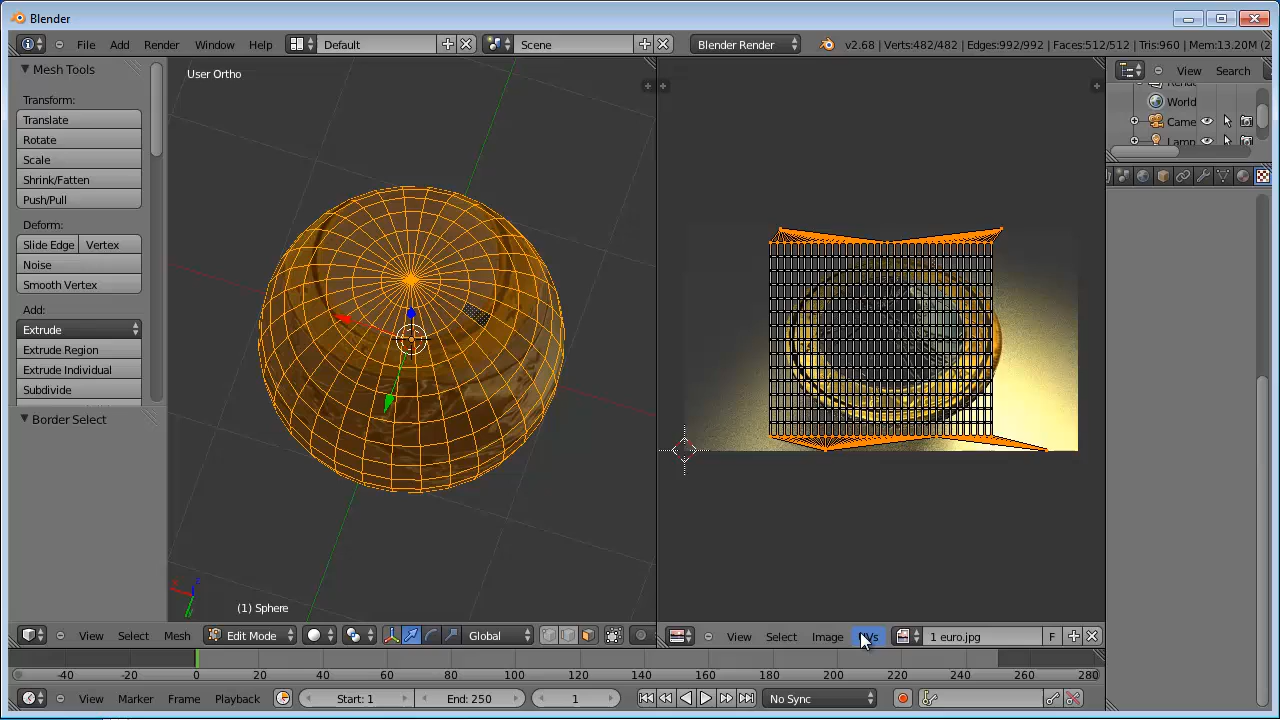 Blender
File Add Render Window Help Default Scene Blender Render v2.68 | Verts:482/482 | Edges:992/992 | Faces:512/512 | Tris:960 | Mem:13.20M (2
Mesh Tools
User Ortho
View Search
Transform:
Translate
World
Rotate
Came
Lamp
Scale
Shrink/Fatten
Push/Pull
Deform:
Slide Edge Vertex
Noise
Smooth Vertex
Add:
Extrude
Extrude Region
Extrude Individual
Subdivide
Border Select
(1) Sphere
View Select Mesh Edit Mode Global View Select Image UVs 1 euro.jpg F
-40 -20 0 20 40 60 80 100 120 140 160 180 200 220 240 260 280
View Marker Frame Playback Start: 1 End: 250 1 No Sync